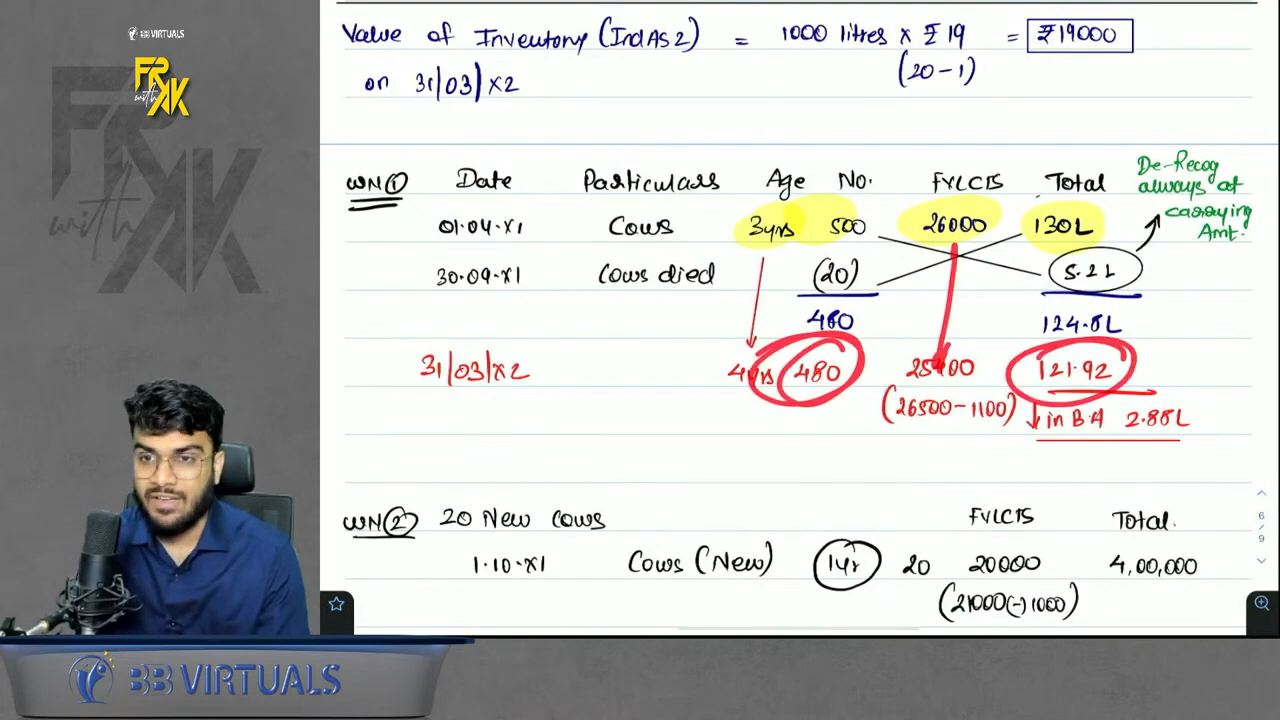 BB VIRTUALS
FR
with AK
Value of Inventory (Ind AS 2) = 1000 litres x ₹19 = ₹19000
on 31/03/X2 (20-1)
WN① Date Particulars Age No. FVLCTS Total
De-Recog always at carrying Amt.
01.04.X1 Cows 3yrs 500 26000 130L
30.09.X1 Cows died (20) 5.2L
480 124.8L
31/03/X2 4yrs 480 25400 121.92
(26500-1100) ↓ in B.A 2.88L
WN② 20 New Cows FVLCTS Total.
1.10.X1 Cows (New) 1yr 20 20000 4,00,000
(21000(-)1000)
6/9
BB VIRTUALS